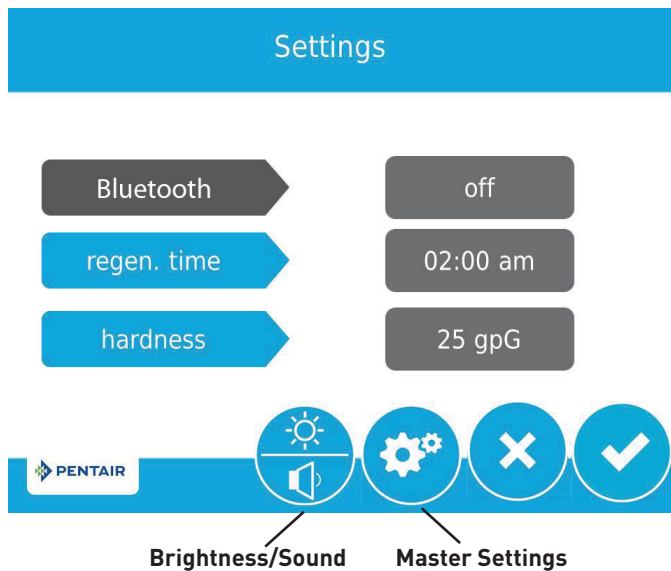 Settings
Bluetooth off
regen. time 02:00 am
hardness 25 gpG
PENTAIR
Brightness/Sound Master Settings